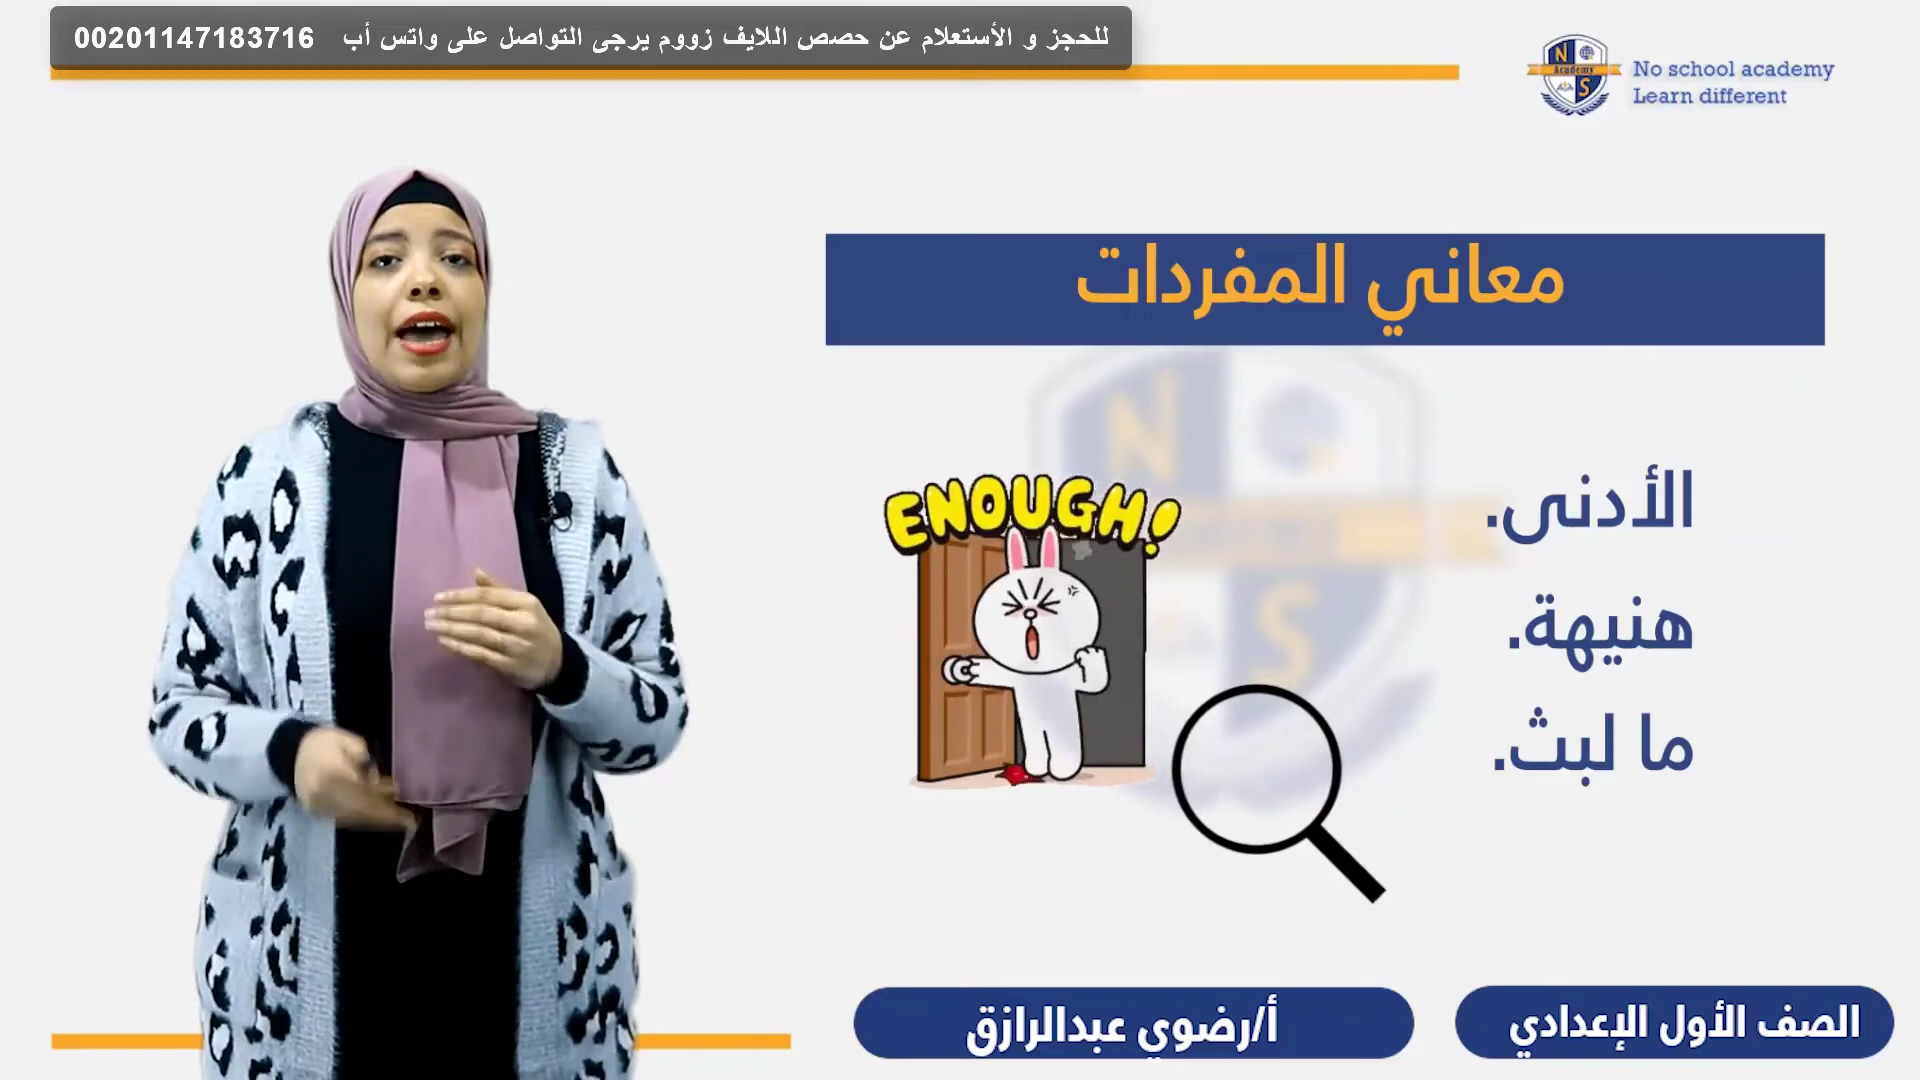 للحجز و الأستعلام عن حصص اللايف زووم يرجى التواصل على واتس أب 00201147183716
N
Academy
S
No school academy
Learn different
معاني المفردات
ENOUGH!
الأدنى.
هنيهة.
ما لبث.
N
S
أ/رضوي عبدالرازق
الصف الأول الإعدادي